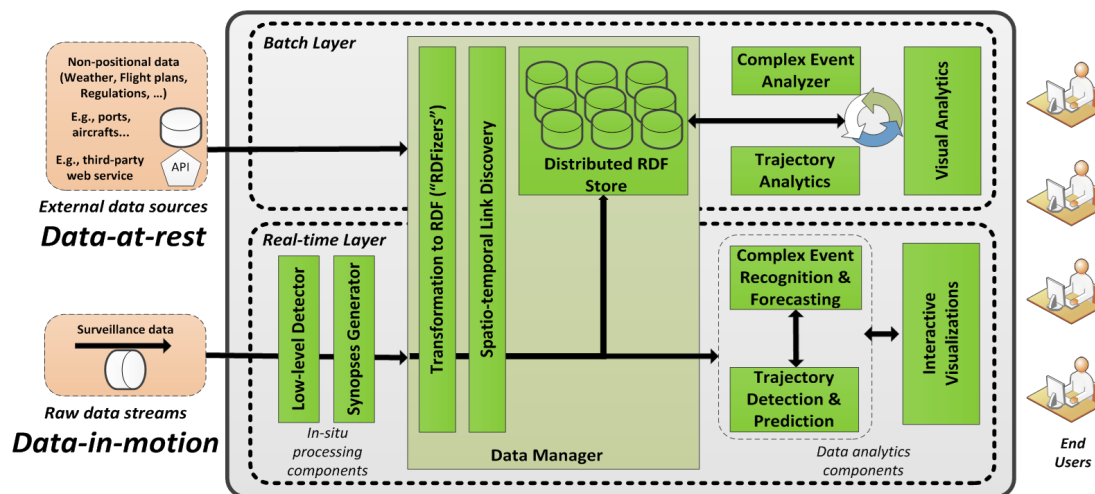 Non-positional data
(Weather, Flight plans,
Regulations, …)
E.g., ports,
aircrafts...
E.g., third-party
web service
API
External data sources
Data-at-rest
Surveillance data
Raw data streams
Data-in-motion
Batch Layer
Transformation to RDF (“RDFizers”)
Spatio-temporal Link Discovery
Distributed RDF
Store
Complex Event
Analyzer
Trajectory
Analytics
Visual Analytics
Real-time Layer
Low-level Detector
Synopses Generator
In-situ
processing
components
Data Manager
Complex Event
Recognition &
Forecasting
Trajectory
Detection &
Prediction
Data analytics
components
Interactive
Visualizations
End
Users